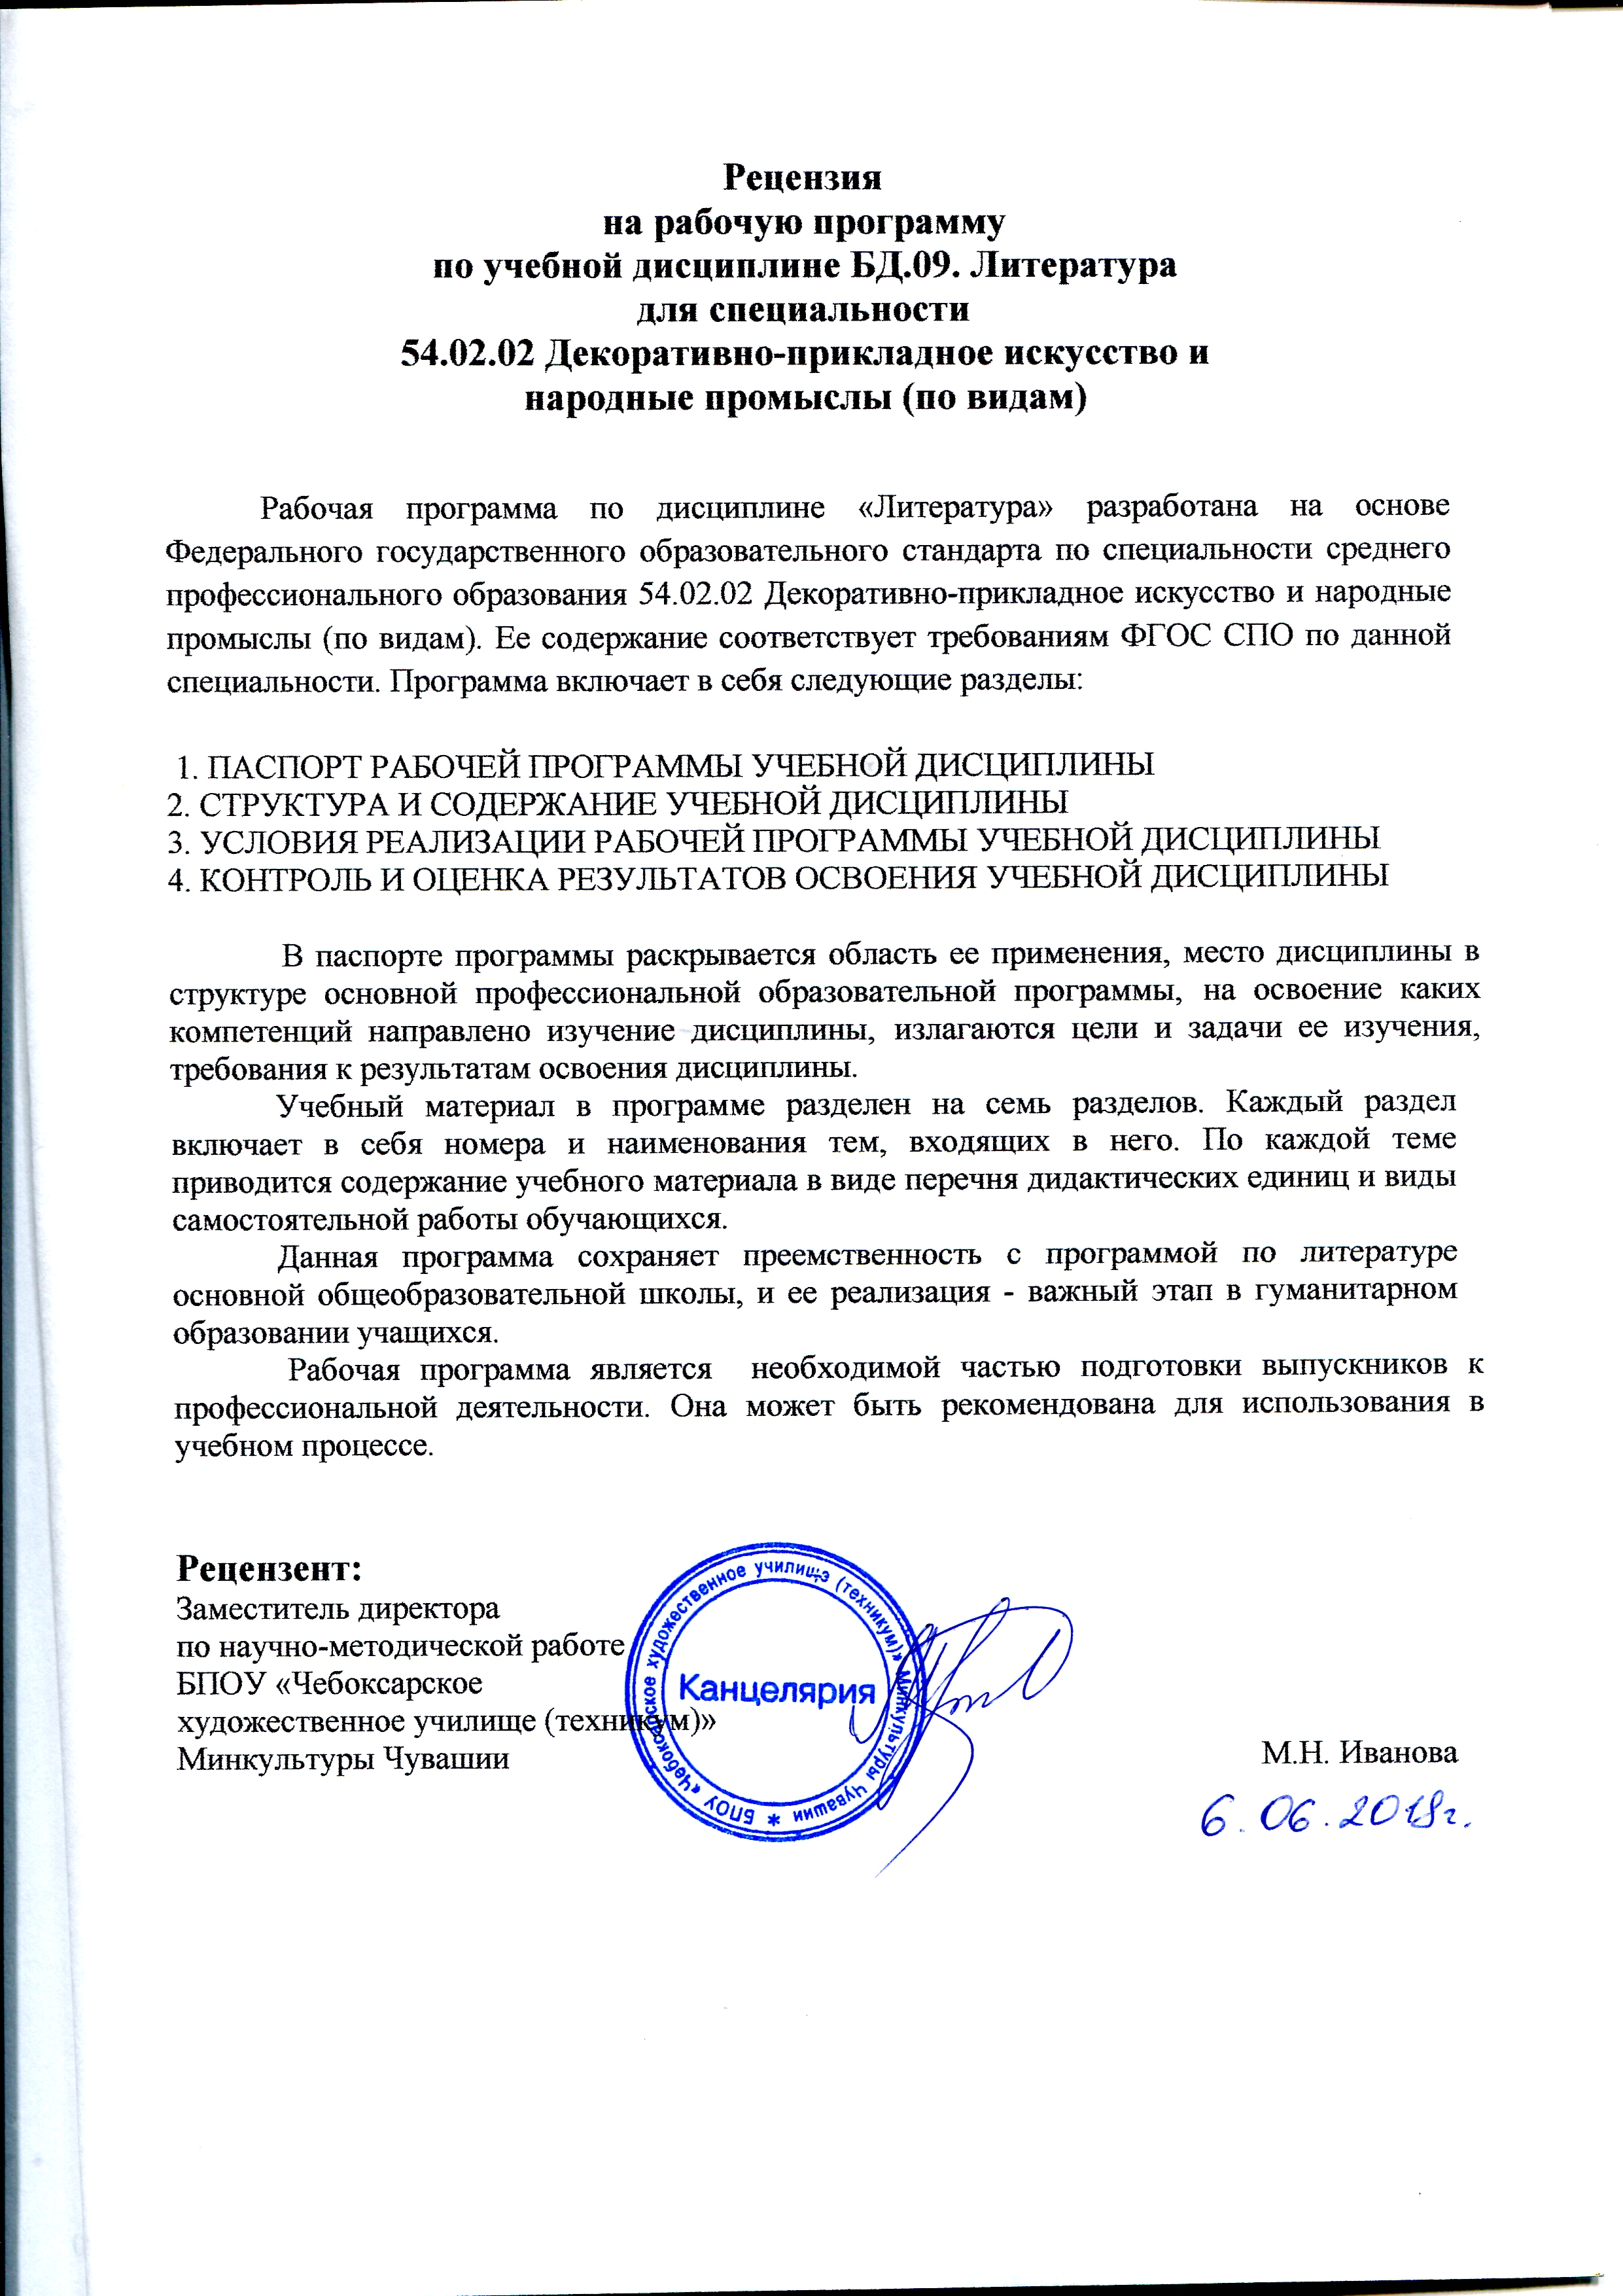 Рецензия
на рабочую программу
по учебной дисциплине БД.09. Литература
для специальности
54.02.02 Декоративно-прикладное искусство и
народные промыслы (по видам)
Рабочая программа по дисциплине «Литература» разработана на основе
Федерального государственного образовательного стандарта по специальности среднего
профессионального образования 54.02.02 Декоративно-прикладное искусство и народные
промыслы (по видам). Ее содержание соответствует требованиям ФГОС СПО по данной
специальности. Программа включает в себя следующие разделы:
1. ПАСПОРТ РАБОЧЕЙ ПРОГРАММЫ УЧЕБНОЙ ДИСЦИПЛИНЫ
2. СТРУКТУРА И СОДЕРЖАНИЕ УЧЕБНОЙ ДИСЦИПЛИНЫ
3. УСЛОВИЯ РЕАЛИЗАЦИИ РАБОЧЕЙ ПРОГРАММЫ УЧЕБНОЙ ДИСЦИПЛИНЫ
4. КОНТРОЛЬ И ОЦЕНКА РЕЗУЛЬТАТОВ ОСВОЕНИЯ УЧЕБНОЙ ДИСЦИПЛИНЫ
В паспорте программы раскрывается область ее применения, место дисциплины в
структуре основной профессиональной образовательной программы, на освоение каких
компетенций направлено изучение дисциплины, излагаются цели и задачи ее изучения,
требования к результатам освоения дисциплины.
Учебный материал в программе разделен на семь разделов. Каждый раздел
включает в себя номера и наименования тем, входящих в него. По каждой теме
приводится содержание учебного материала в виде перечня дидактических единиц и виды
самостоятельной работы обучающихся.
Данная программа сохраняет преемственность с программой по литературе
основной общеобразовательной школы, и ее реализация - важный этап в гуманитарном
образовании учащихся.
Рабочая программа является необходимой частью подготовки выпускников к
профессиональной деятельности. Она может быть рекомендована для использования в
учебном процессе.
Рецензент:
Заместитель директора
по научно-методической работе
БПОУ «Чебоксарское
художественное училище (техникум)»
Минкультуры Чувашии
М.Н. Иванова
БПОУ «Чебоксарское художественное училище (техникум)» Минкультуры Чувашии *
Канцелярия
6.06.2018г.